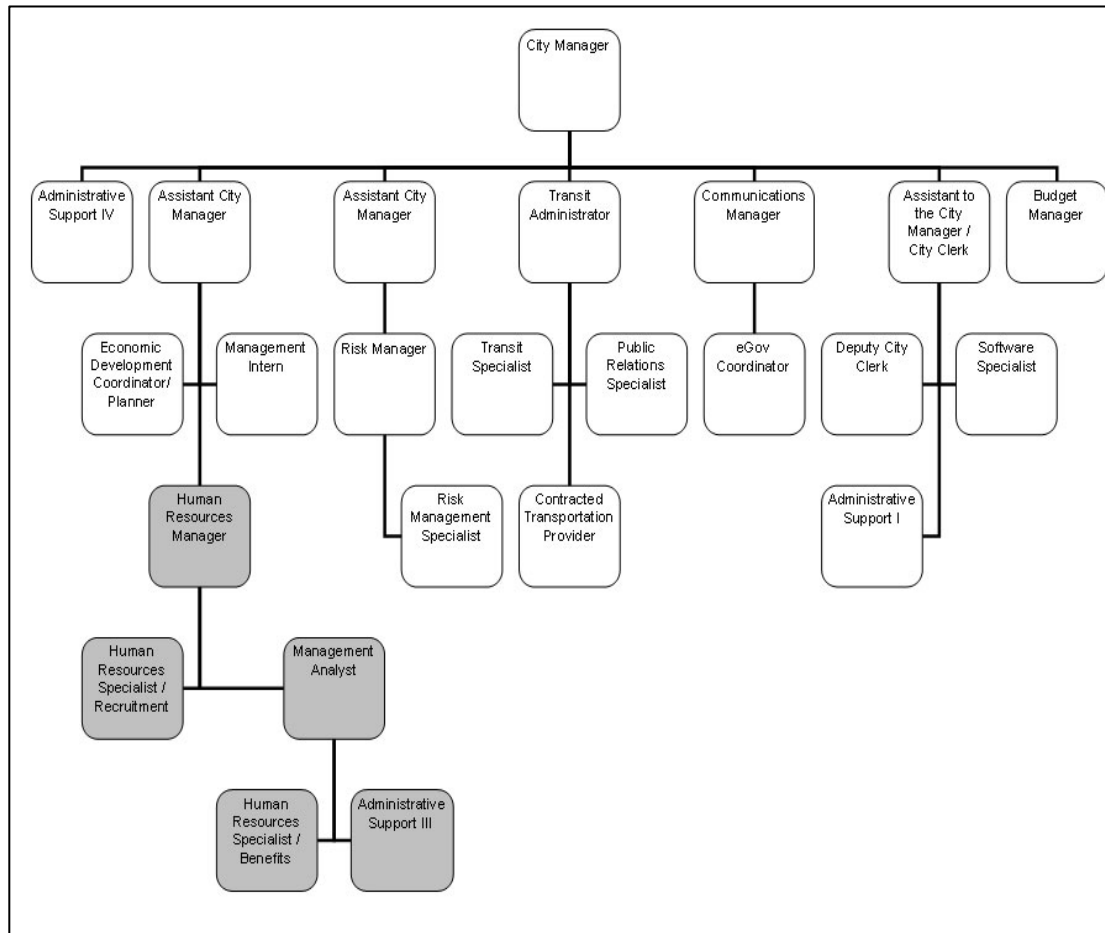 City Manager
Administrative
Support IV
Assistant City
Manager
Assistant City
Manager
Transit
Administrator
Communications
Manager
Assistant to
the City
Manager /
City Clerk
Budget
Manager
Economic
Development
Coordinator/
Planner
Management
Intern
Risk Manager
Transit
Specialist
Public
Relations
Specialist
eGov
Coordinator
Deputy City
Clerk
Software
Specialist
Human
Resources
Manager
Risk
Management
Specialist
Contracted
Transportation
Provider
Administrative
Support I
Human
Resources
Specialist /
Recruitment
Management
Analyst
Human
Resources
Specialist /
Benefits
Administrative
Support III